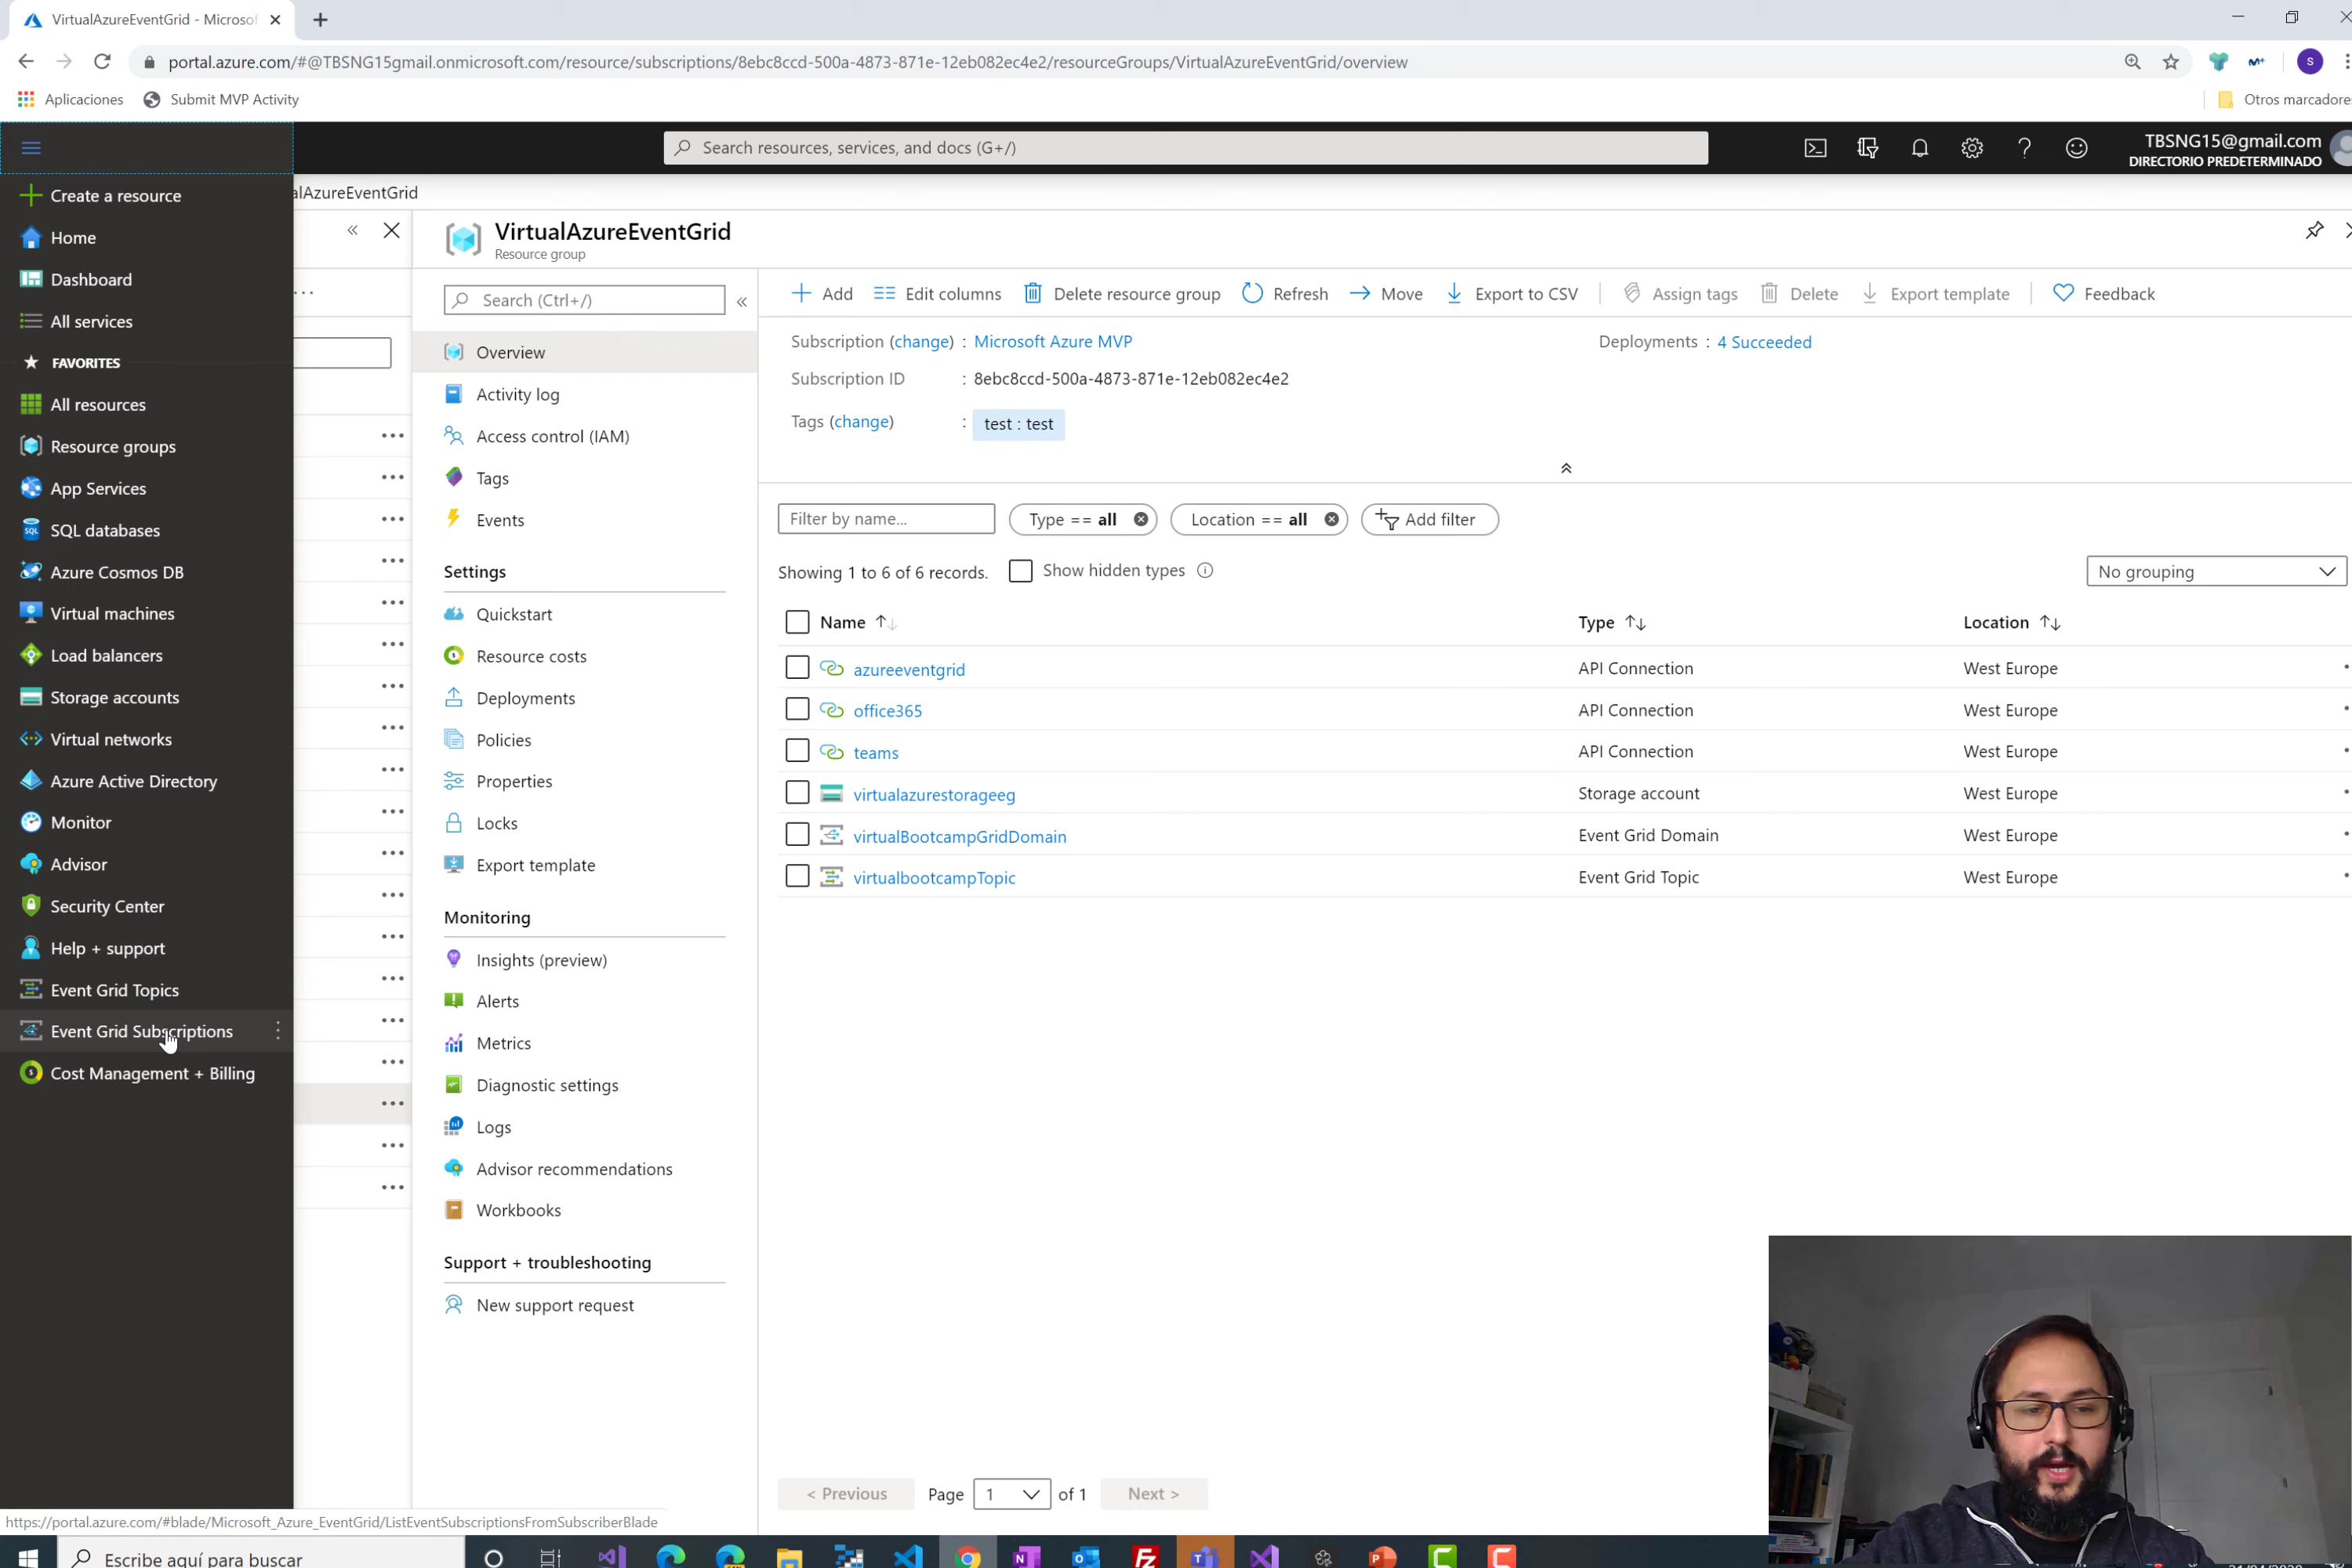 VirtualAzureEventGrid - Microsof
portal.azure.com/#@TBSNG15gmail.onmicrosoft.com/resource/subscriptions/8ebc8ccd-500a-4873-871e-12eb082ec4e2/resourceGroups/VirtualAzureEventGrid/overview
Aplicaciones
Submit MVP Activity
Otros marcadores
Search resources, services, and docs (G+/)
TBSNG15@gmail.com
DIRECTORIO PREDETERMINADO
Create a resource
Home
Dashboard
All services
FAVORITES
All resources
Resource groups
App Services
SQL databases
Azure Cosmos DB
Virtual machines
Load balancers
Storage accounts
Virtual networks
Azure Active Directory
Monitor
Advisor
Security Center
Help + support
Event Grid Topics
Event Grid Subscriptions
Cost Management + Billing
lAzureEventGrid
VirtualAzureEventGrid
Resource group
Search (Ctrl+/)
Overview
Activity log
Access control (IAM)
Tags
Events
Settings
Quickstart
Resource costs
Deployments
Policies
Properties
Locks
Export template
Monitoring
Insights (preview)
Alerts
Metrics
Diagnostic settings
Logs
Advisor recommendations
Workbooks
Support + troubleshooting
New support request
Add Edit columns Delete resource group Refresh Move Export to CSV Assign tags Delete Export template Feedback
Subscription (change) : Microsoft Azure MVP
Deployments : 4 Succeeded
Subscription ID : 8ebc8ccd-500a-4873-871e-12eb082ec4e2
Tags (change) : test : test
Filter by name... Type == all Location == all Add filter
Showing 1 to 6 of 6 records. Show hidden types No grouping
Name Type Location
azureeventgrid API Connection West Europe
office365 API Connection West Europe
teams API Connection West Europe
virtualazurestorageeg Storage account West Europe
virtualBootcampGridDomain Event Grid Domain West Europe
virtualbootcampTopic Event Grid Topic West Europe
< Previous Page 1 of 1 Next >
https://portal.azure.com/#blade/Microsoft_Azure_EventGrid/ListEventSubscriptionsFromSubscriberBlade
Escribe aquí para buscar